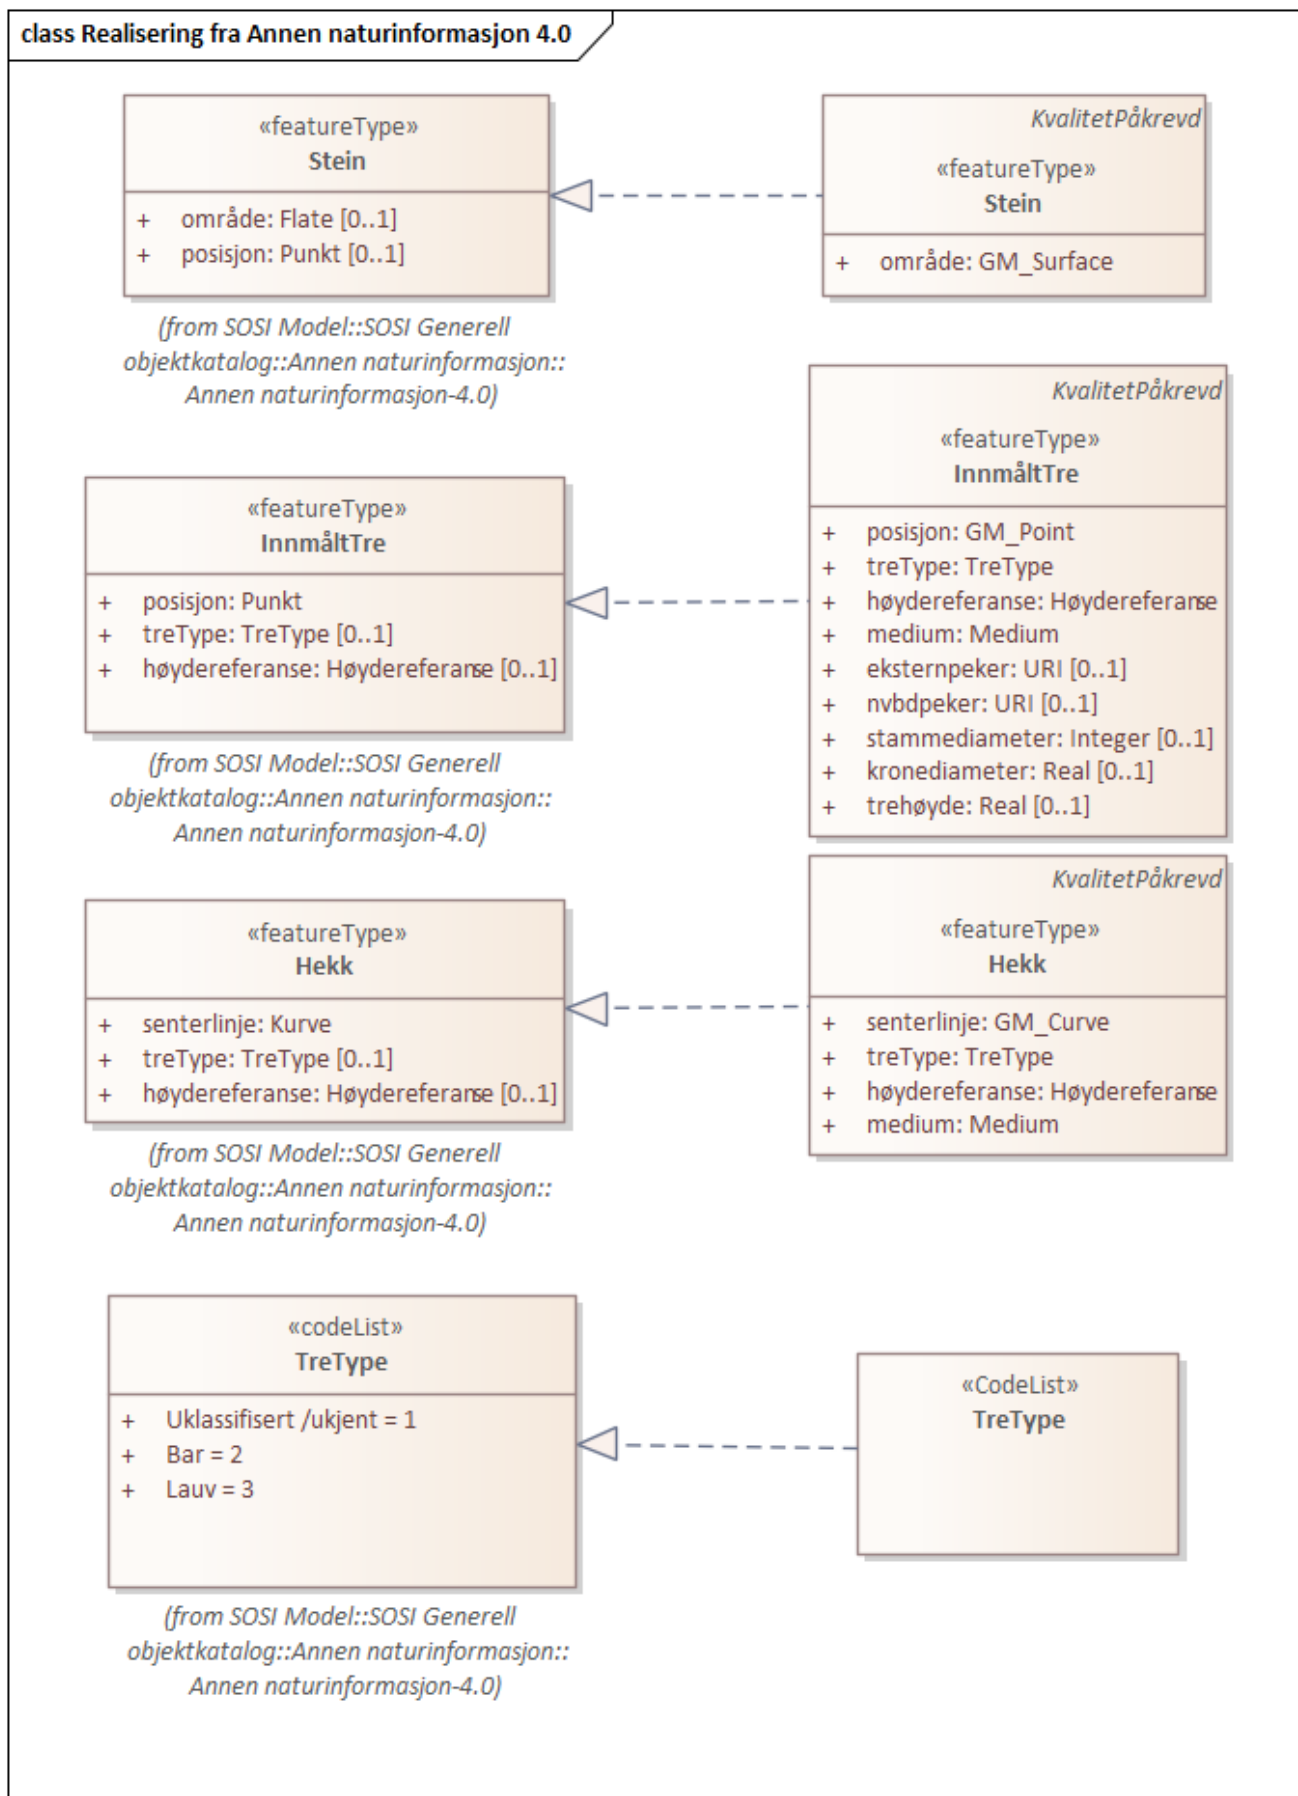 class Realisering fra Annen naturinformasjon 4.0
«featureType»
Stein
+ område: Flate [0..1]
+ posisjon: Punkt [0..1]
(from SOSI Model::SOSI Generell
objektkatalog::Annen naturinformasjon::
Annen naturinformasjon-4.0)
KvalitetPåkrevd
«featureType»
Stein
+ område: GM_Surface
«featureType»
InnmåltTre
+ posisjon: Punkt
+ treType: TreType [0..1]
+ høydereferanse: Høydereferanse [0..1]
(from SOSI Model::SOSI Generell
objektkatalog::Annen naturinformasjon::
Annen naturinformasjon-4.0)
KvalitetPåkrevd
«featureType»
InnmåltTre
+ posisjon: GM_Point
+ treType: TreType
+ høydereferanse: Høydereferanse
+ medium: Medium
+ eksternpeker: URI [0..1]
+ nvbdpeker: URI [0..1]
+ stammediameter: Integer [0..1]
+ kronediameter: Real [0..1]
+ trehøyde: Real [0..1]
«featureType»
Hekk
+ senterlinje: Kurve
+ treType: TreType [0..1]
+ høydereferanse: Høydereferanse [0..1]
(from SOSI Model::SOSI Generell
objektkatalog::Annen naturinformasjon::
Annen naturinformasjon-4.0)
KvalitetPåkrevd
«featureType»
Hekk
+ senterlinje: GM_Curve
+ treType: TreType
+ høydereferanse: Høydereferanse
+ medium: Medium
«codeList»
TreType
+ Uklassifisert /ukjent = 1
+ Bar = 2
+ Lauv = 3
(from SOSI Model::SOSI Generell
objektkatalog::Annen naturinformasjon::
Annen naturinformasjon-4.0)
«CodeList»
TreType